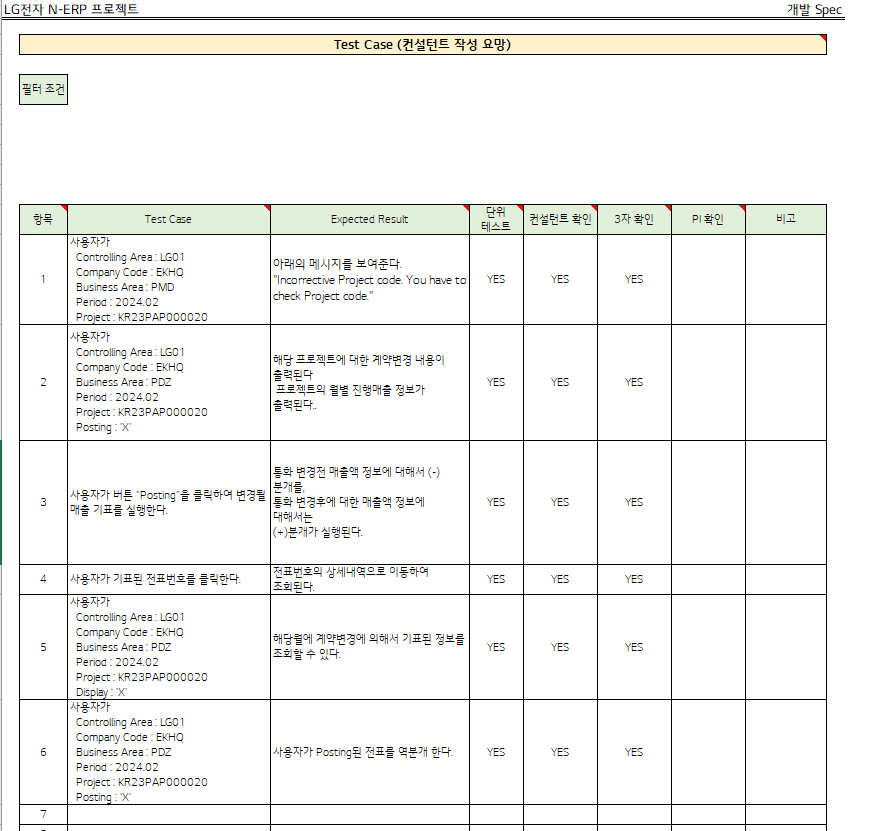 LG전자 N-ERP 프로젝트 개발 Spec
Test Case (컨설턴트 작성 요망)
필터 조건
항목 Test Case Expected Result 단위 테스트 컨설턴트 확인 3자 확인 PI 확인 비고
1
사용자가
Controlling Area : LG01
Company Code : EKHQ
Business Area : PMD
Period : 2024.02
Project : KR23PAP000020
아래의 메시지를 보여준다.
"Incorrective Project code. You have to
check Project code."
YES YES YES
2
사용자가
Controlling Area : LG01
Company Code : EKHQ
Business Area : PDZ
Period : 2024.02
Project : KR23PAP000020
Posting : 'X'
해당 프로젝트에 대한 계약변경 내용이
출력된다
프로젝트의 월별 진행매출 정보가
출력된다..
YES YES YES
3
사용자가 버튼 "Posting"을 클릭하여 변경될
매출 기표를 실행한다.
통화 변경전 매출액 정보에 대해서 (-)
분개를,
통화 변경후에 대한 매출액 정보에
대해서는
(+)분개가 실행된다.
YES YES YES
4
사용자가 기표된 전표번호를 클릭한다.
전표번호의 상세내역으로 이동하여
조회된다.
YES YES YES
5
사용자가
Controlling Area : LG01
Company Code : EKHQ
Business Area : PDZ
Period : 2024.02
Project : KR23PAP000020
Display : 'X'
해당월에 계약변경에 의해서 기표된 정보를
조회할 수 있다.
YES YES YES
6
사용자가
Controlling Area : LG01
Company Code : EKHQ
Business Area : PDZ
Period : 2024.02
Project : KR23PAP000020
Posting : 'X'
사용자가 Posting된 전표를 역분개 한다.
YES YES YES
7